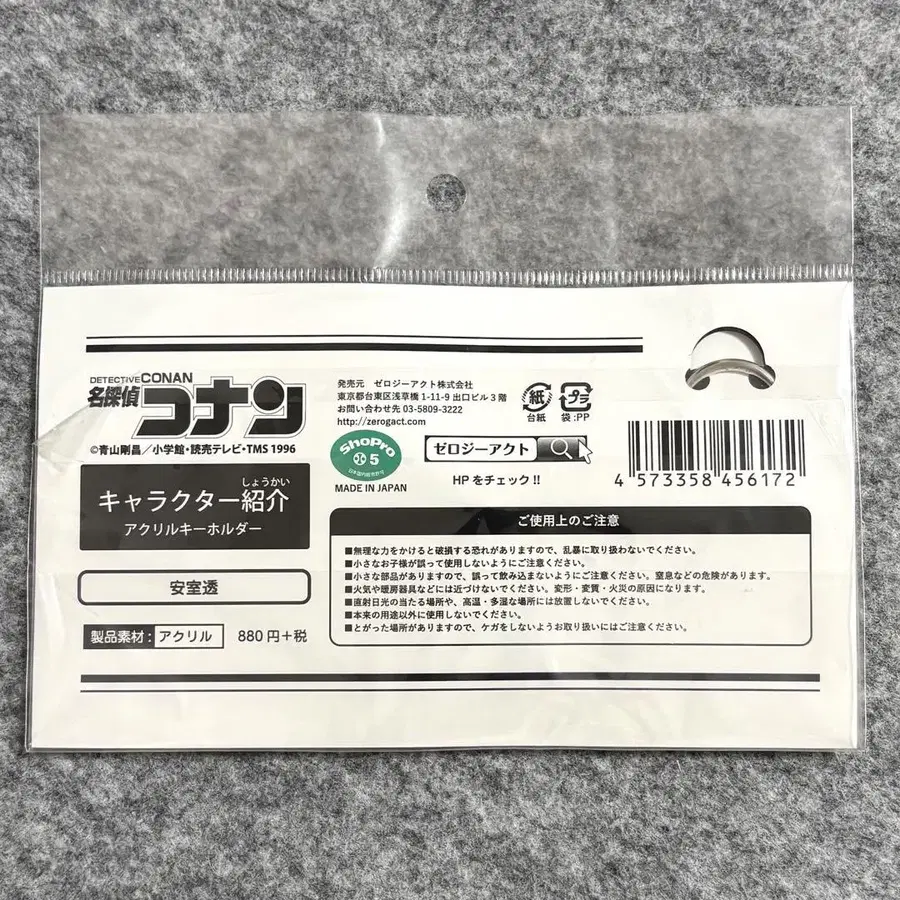 DETECTIVE CONAN
名探偵
コナン
©青山剛昌／小学館・読売テレビ・TMS 1996
しょうかい
キャラクター紹介
アクリルキーホルダー
安室透
製品素材： アクリル 880円＋税
発売元 ゼロジーアクト株式会社
東京都台東区浅草橋 1-11-9 出口ビル３階
お問い合わせ先 03-5809-3222
http://zerogact.com/
ShoPro
5
MADE IN JAPAN
紙
台紙
プラ
袋:PP
ゼロジーアクト
HPをチェック!!
4 573358 456172
ご使用上のご注意
■無理な力をかけると破損する恐れがありますので、乱暴に取り扱わないでください。
■小さなお子様が誤って使用しないようにご注意ください。
■小さな部品がありますので、誤って飲み込まないようにご注意ください。窒息などの危険があります。
■火気や暖房器具などには近づけないでください。変形・変質・火災の原因になります。
■直射日光の当たる場所や、高温・多湿な場所には放置しないでください。
■本来の用途以外に使用しないでください。
■とがった場所がありますので、ケガをしないようお取り扱いにはご注意ください。